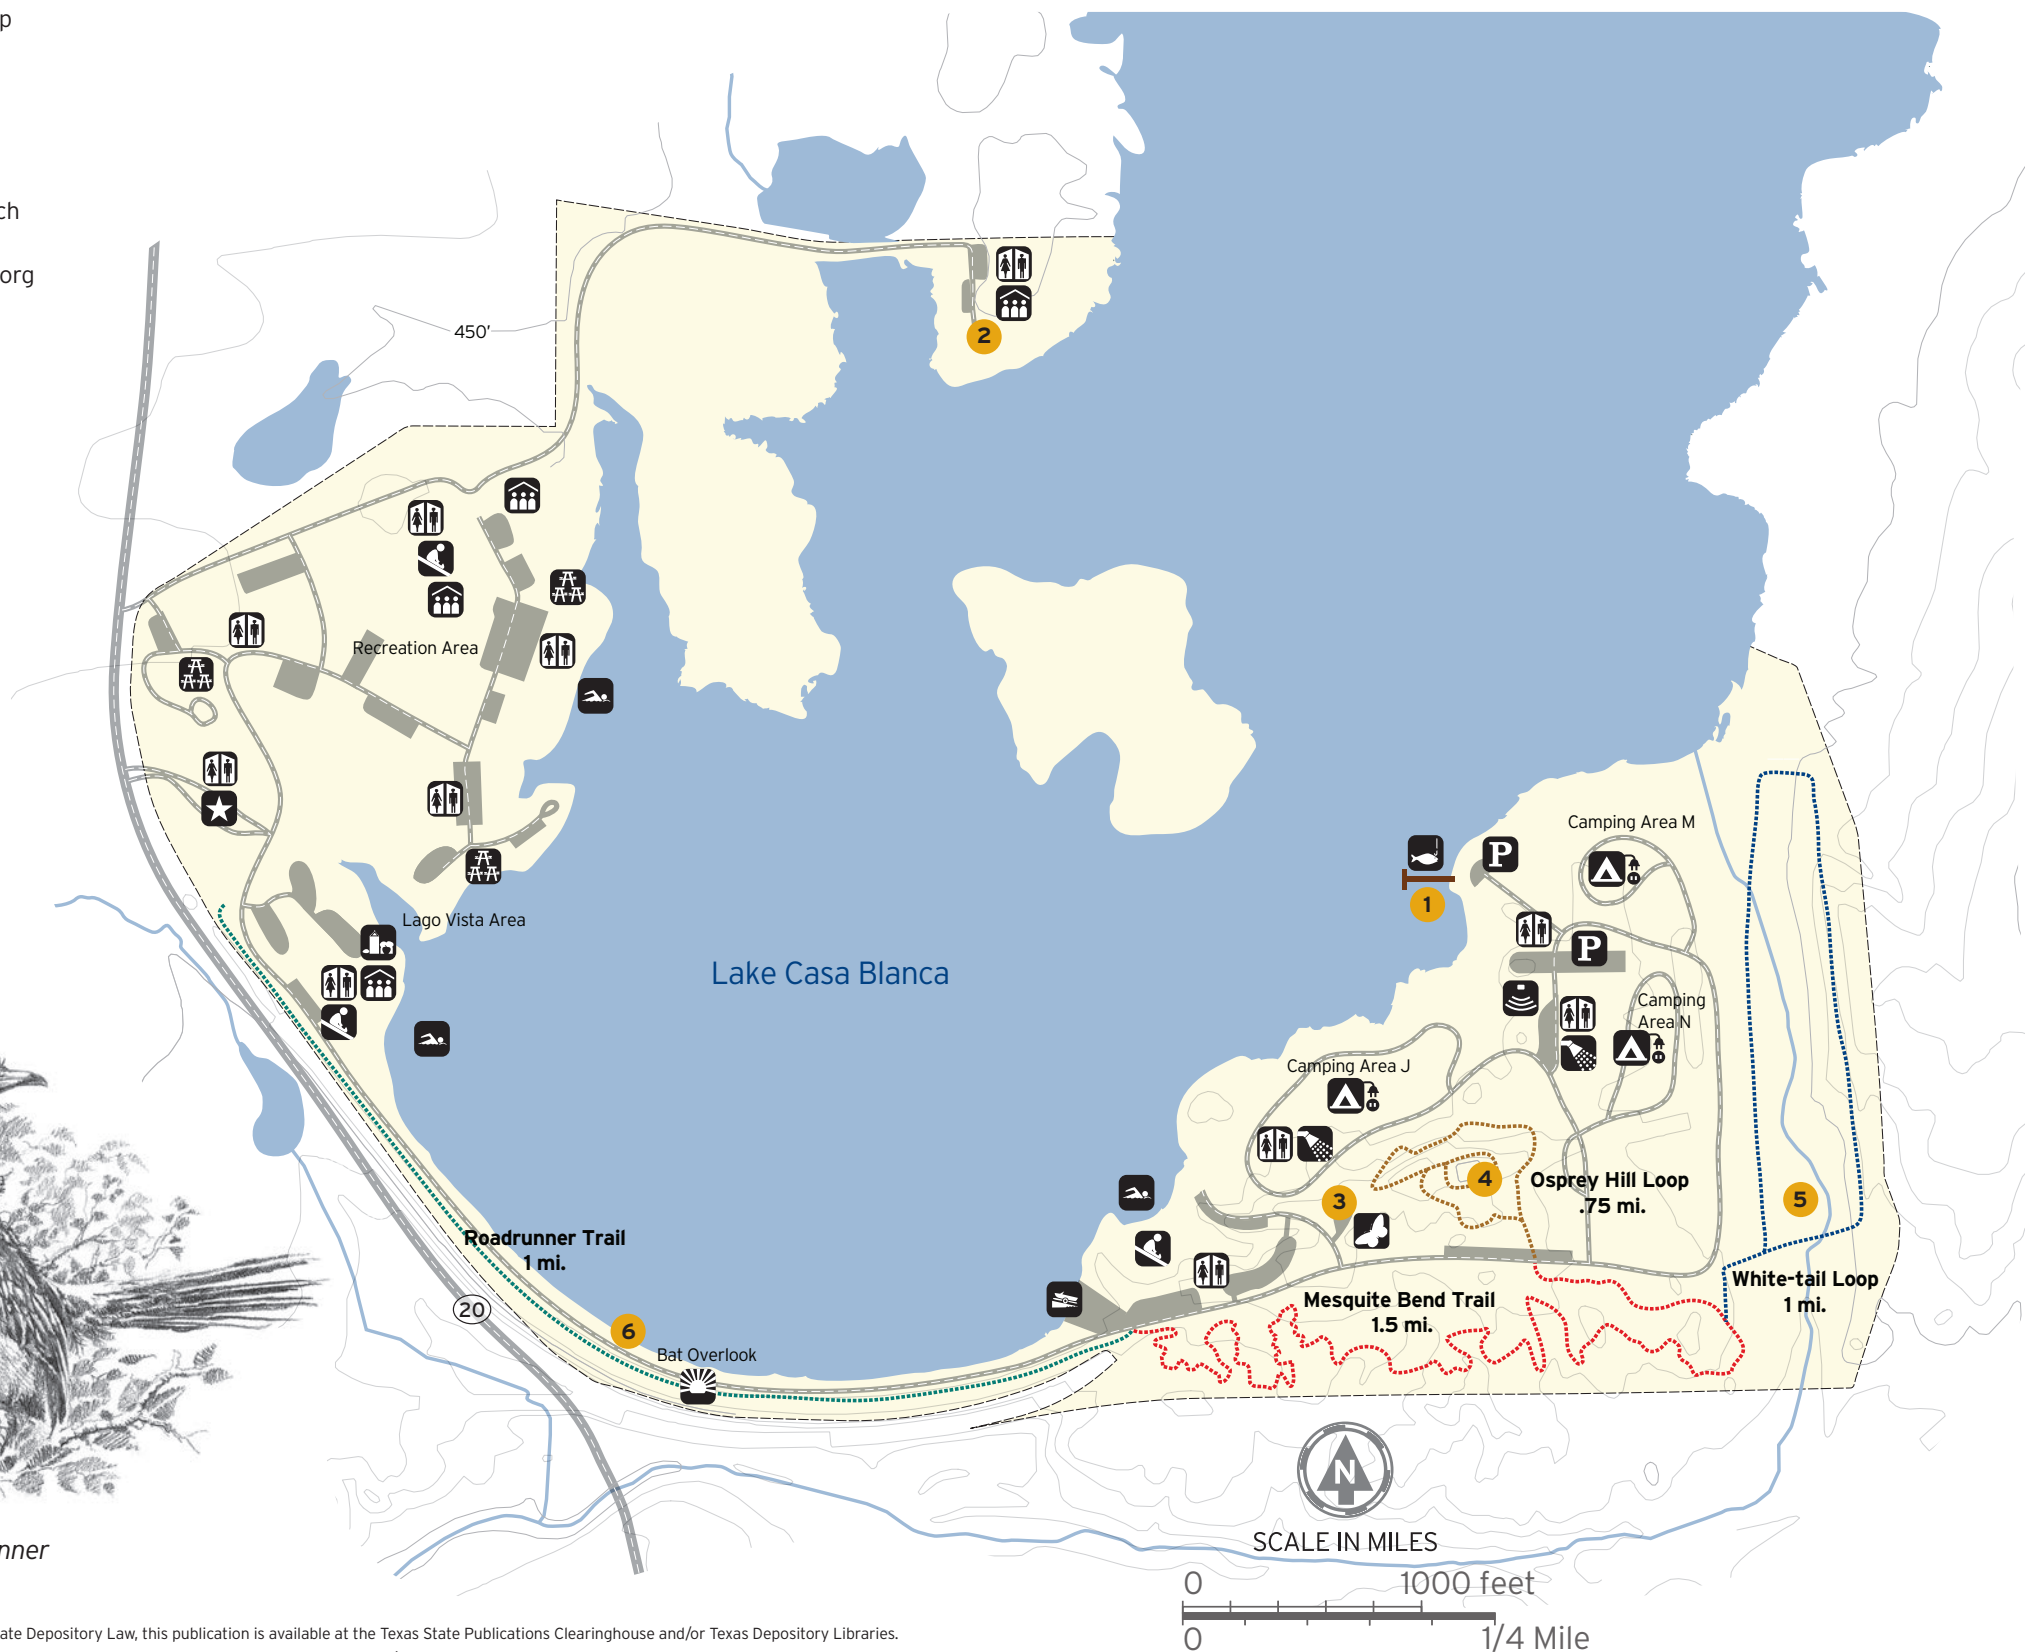 p
ch
org
450'
2
Recreation Area
Camping Area M
P
1
Lago Vista Area
P
Lake Casa Blanca
Camping
Area N
Camping Area J
4
Osprey Hill Loop
.75 mi.
3
5
Roadrunner Trail
1 mi.
White-tail Loop
1 mi.
20
Mesquite Bend Trail
1.5 mi.
6
Bat Overlook
N
SCALE IN MILES
nner
0 1000 feet
0 1/4 Mile
ate Depository Law, this publication is available at the Texas State Publications Clearinghouse and/or Texas Depository Libraries.